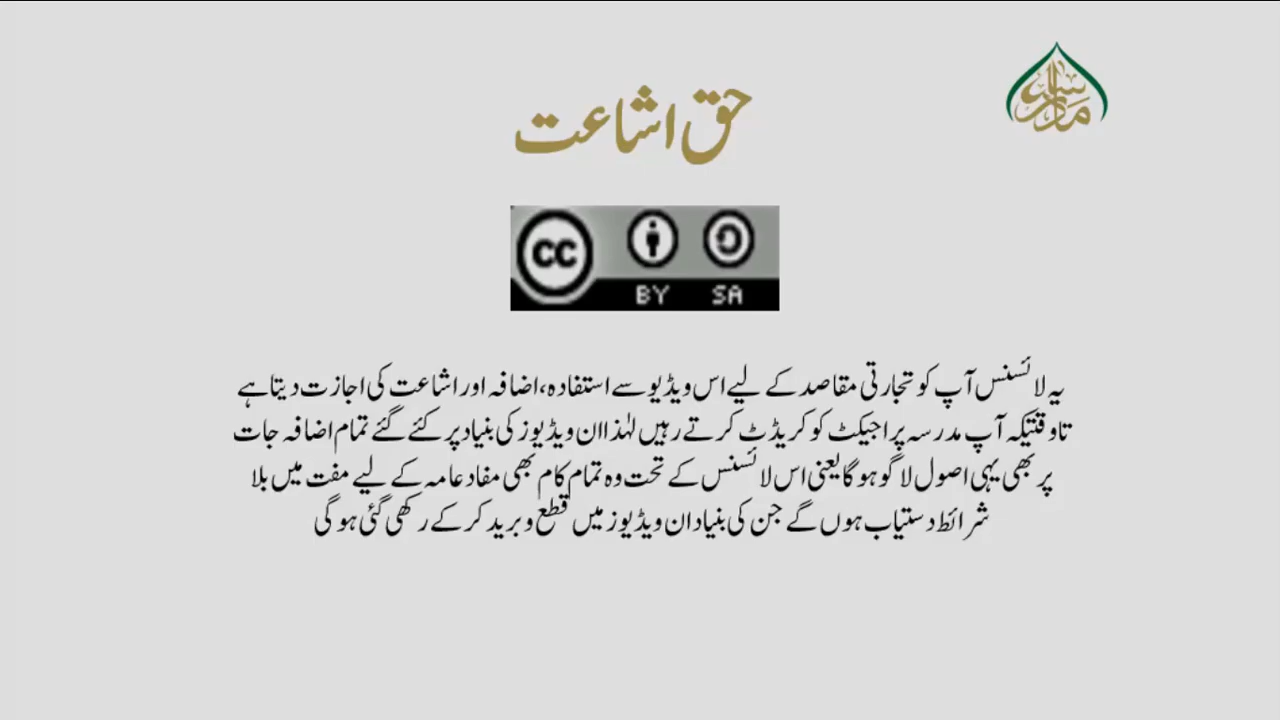 مدرسہ
حق اشاعت
CC BY SA
یہ لائسنس آپ کو تجارتی مقاصد کے لیے اس ویڈیو سے استفادہ، اضافہ اور اشاعت کی اجازت دیتا ہے
تاوقتیکہ آپ مدرسہ پراجیکٹ کو کریڈٹ کرتے رہیں لہٰذا ان ویڈیوز کی بنیاد پر کئے گئے تمام اضافہ جات
پر بھی یہی اصول لاگو ہوگا یعنی اس لائسنس کے تحت وہ تمام کام بھی مفاد عامہ کے لیے مفت میں بلا
شرائط دستیاب ہوں گے جن کی بنیاد ان ویڈیوز میں قطع و برید کر کے رکھی گئی ہو گی